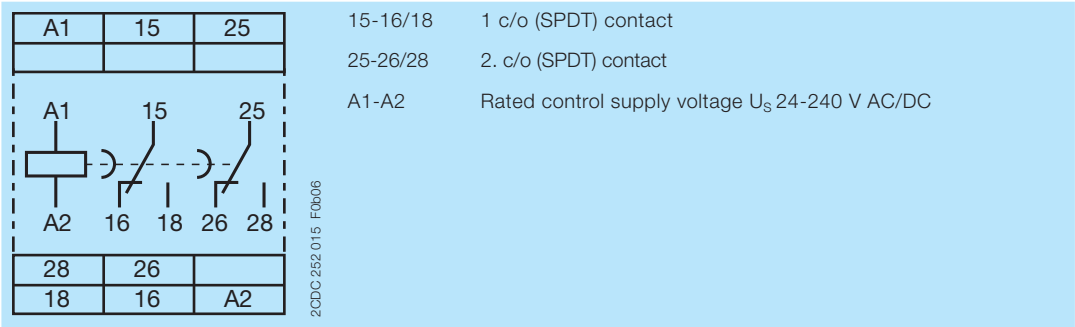 A1 15 25
A1 15 25
A2 16 18 26 28
28 26
18 16 A2
2CDC 252 015 F0b06
15-16/18 1 c/o (SPDT) contact
25-26/28 2. c/o (SPDT) contact
A1-A2 Rated control supply voltage US 24-240 V AC/DC